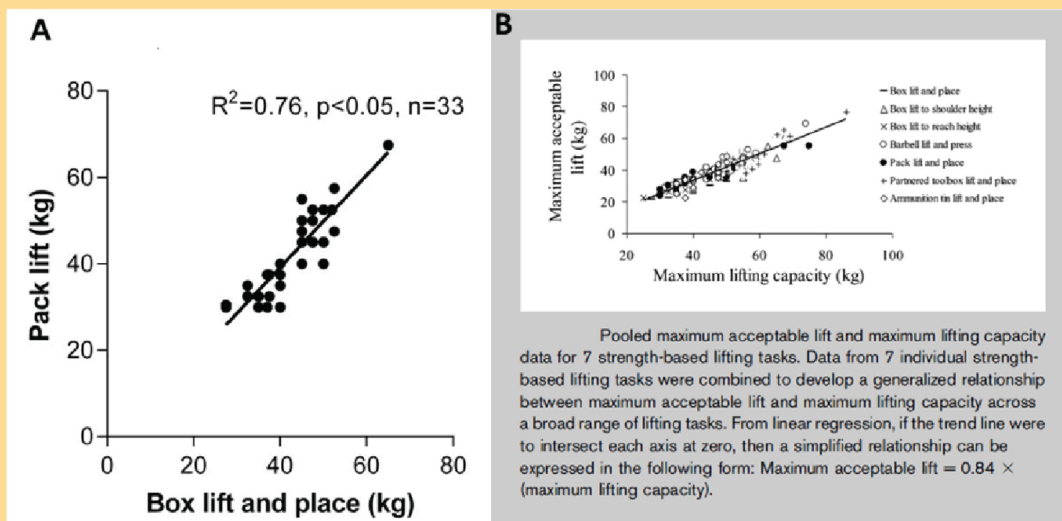 A
R2=0.76, p<0.05, n=33
80
60
40
20
0
Pack lift (kg)
0 20 40 60 80
Box lift and place (kg)
B
Maximum acceptable
lift (kg)
100
80
60
40
20
0
20 40 60 80 100
Maximum lifting capacity (kg)
Box lift and place
Box lift to shoulder height
Box lift to reach height
Barbell lift and press
Pack lift and place
Partnered toolbox lift and place
Ammunition tin lift and place
Pooled maximum acceptable lift and maximum lifting capacity
data for 7 strength-based lifting tasks. Data from 7 individual strength-
based lifting tasks were combined to develop a generalized relationship
between maximum acceptable lift and maximum lifting capacity across
a broad range of lifting tasks. From linear regression, if the trend line were
to intersect each axis at zero, then a simplified relationship can be
expressed in the following form: Maximum acceptable lift = 0.84 ×
(maximum lifting capacity).